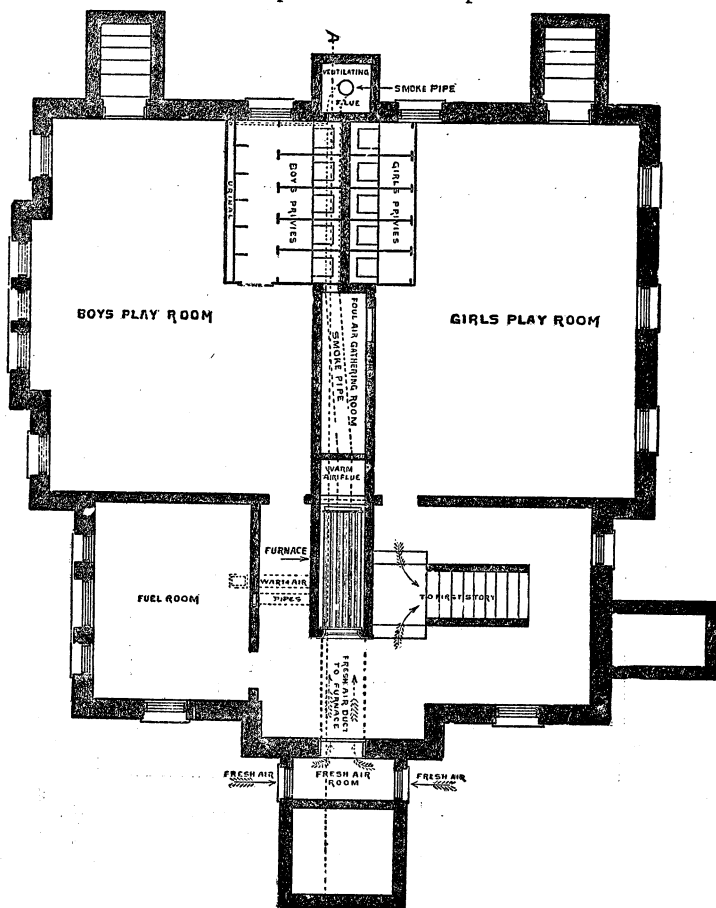 A
VENTILATING
FLUE
SMOKE PIPE
URINAL
BOYS PRIVIES
GIRLS PRIVIES
BOYS PLAY ROOM
GIRLS PLAY ROOM
FOUL AIR GATHERING ROOM
SMOKE PIPE
WARM
AIR FLUE
FURNACE
WARM AIR
PIPES
FUEL ROOM
TO FIRST STORY
FRESH AIR DUCT
TO FURNACE
FRESH AIR
FRESH AIR
ROOM
FRESH AIR